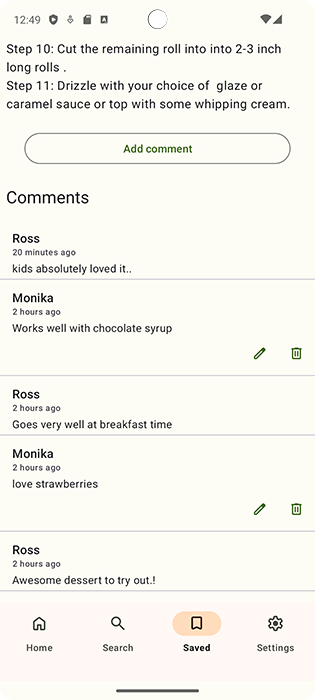 12:49
Step 10: Cut the remaining roll into into 2-3 inch
long rolls .
Step 11: Drizzle with your choice of  glaze or
caramel sauce or top with some whipping cream.
Add comment
Comments
Ross
20 minutes ago
kids absolutely loved it..
Monika
2 hours ago
Works well with chocolate syrup
Ross
2 hours ago
Goes very well at breakfast time
Monika
2 hours ago
love strawberries
Ross
2 hours ago
Awesome dessert to try out.!
Home Search Saved Settings